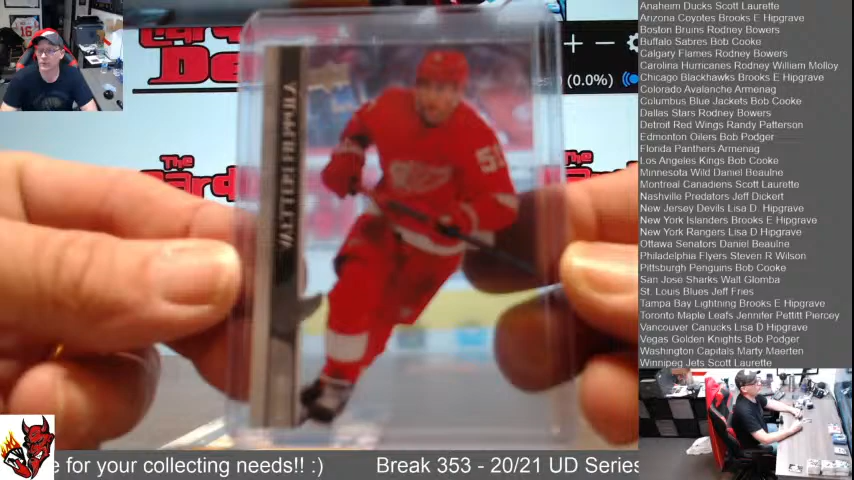 Anaheim Ducks Scott Laurette
Arizona Coyotes Brooks E Hipgrave
Boston Bruins Rodney Bowers
Buffalo Sabres Bob Cooke
Calgary Flames Rodney Bowers
Carolina Hurricanes Rodney William Molloy
Chicago Blackhawks Brooks E Hipgrave
Colorado Avalanche Armenag
Columbus Blue Jackets Bob Cooke
Dallas Stars Rodney Bowers
Detroit Red Wings Randy Patterson
Edmonton Oilers Bob Podger
Florida Panthers Armenag
Los Angeles Kings Bob Cooke
Minnesota Wild Daniel Beaulne
Montreal Canadiens Scott Laurette
Nashville Predators Jeff Dickert
New Jersey Devils Lisa D. Hipgrave
New York Islanders Brooks E Hipgrave
New York Rangers Lisa D Hipgrave
Ottawa Senators Daniel Beaulne
Philadelphia Flyers Steven R Wilson
Pittsburgh Penguins Bob Cooke
San Jose Sharks Walt Glomba
St. Louis Blues Jeff Fries
Tampa Bay Lightning Brooks E Hipgrave
Toronto Maple Leafs Jennifer Pettitt Piercey
Vancouver Canucks Lisa D Hipgrave
Vegas Golden Knights Bob Podger
Washington Capitals Marty Maerten
Winnipeg Jets Scott Laurette
(0.0%)
The
Card
The
e for your collecting needs!! :) Break 353 - 20/21 UD Series